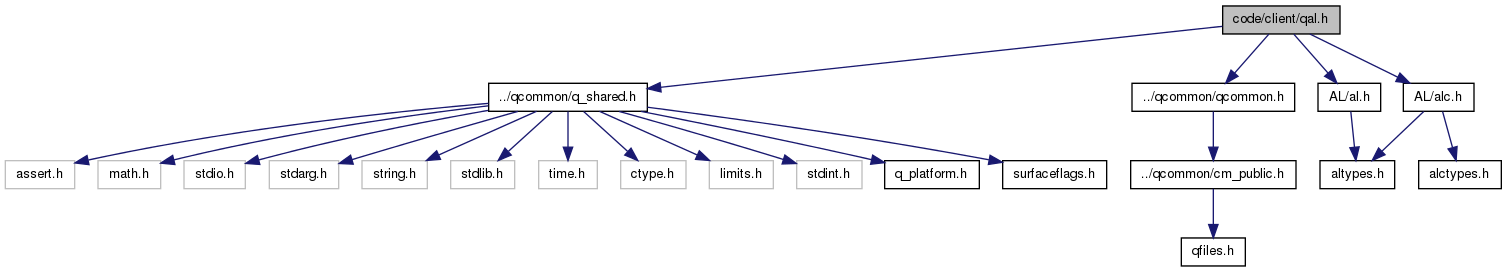 code/client/qal.h
../qcommon/q_shared.h
../qcommon/qcommon.h
AL/al.h
AL/alc.h
assert.h
math.h
stdio.h
stdarg.h
string.h
stdlib.h
time.h
ctype.h
limits.h
stdint.h
q_platform.h
surfaceflags.h
../qcommon/cm_public.h
altypes.h
alctypes.h
qfiles.h